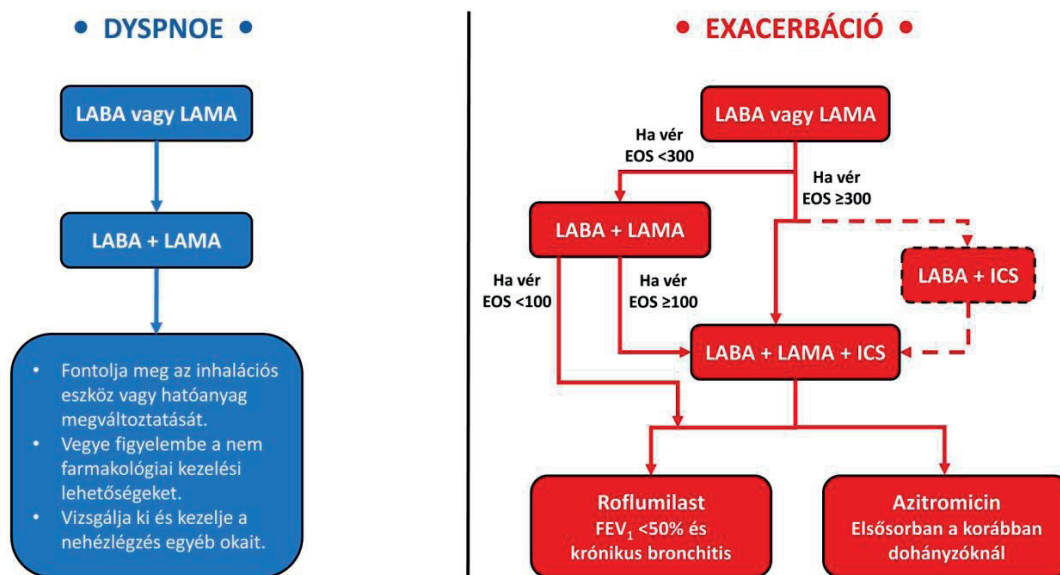 • DYSPNOE •
LABA vagy LAMA
LABA + LAMA
• Fontolja meg az inhalációs
eszköz vagy hatóanyag
megváltoztatását.
• Vegye figyelembe a nem
farmakológiai kezelési
lehetőségeket.
• Vizsgálja ki és kezelje a
nehézlégzés egyéb okait.
• EXACERBÁCIÓ •
LABA vagy LAMA
Ha vér
EOS <300
Ha vér
EOS ≥300
LABA + LAMA
LABA + ICS
Ha vér
EOS <100
Ha vér
EOS ≥100
LABA + LAMA + ICS
Roflumilast
FEV₁ <50% és
krónikus bronchitis
Azitromicin
Elsősorban a korábban
dohányzóknál